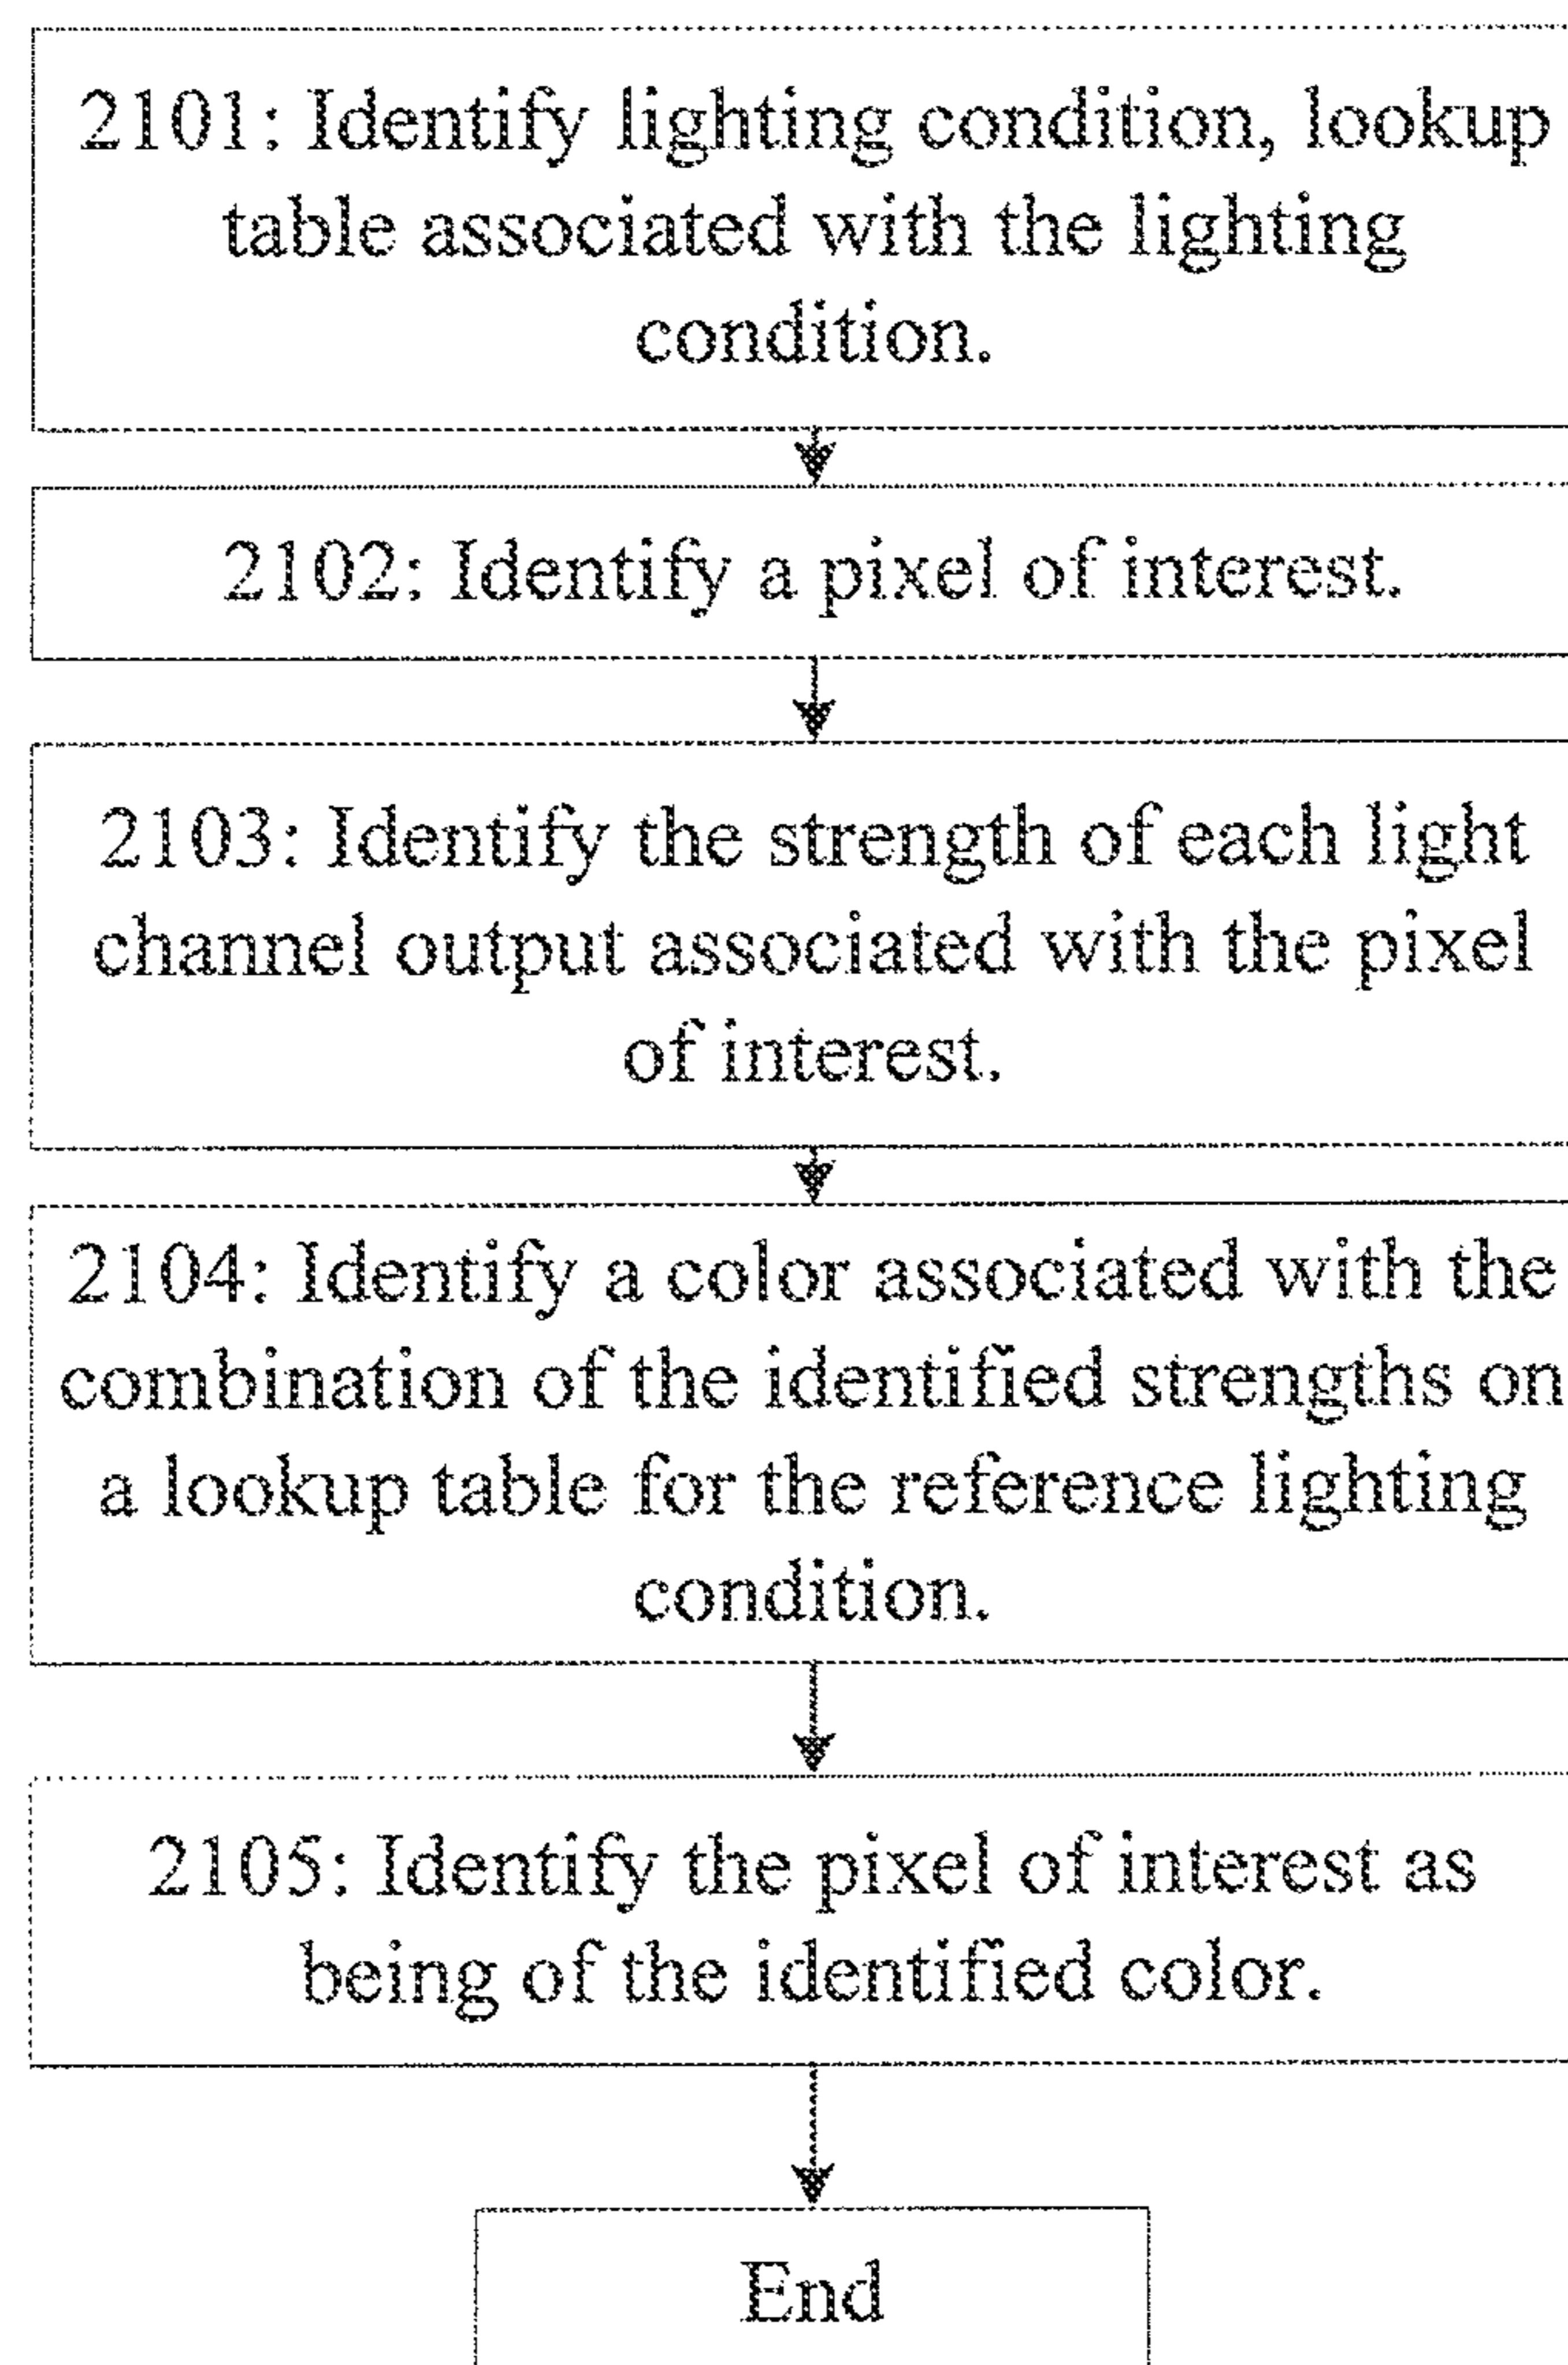 2101: Identify lighting condition, lookup
table associated with the lighting
condition.
2102: Identify a pixel of interest.
2103: Identify the strength of each light
channel output associated with the pixel
of interest.
2104: Identify a color associated with the
combination of the identified strengths on
a lookup table for the reference lighting
condition.
2105: Identify the pixel of interest as
being of the identified color.
End